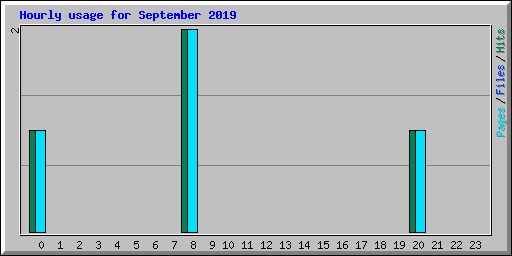 Hourly usage for September 2019
2
Pages / Files / Hits
0 1 2 3 4 5 6 7 8 9 10 11 12 13 14 15 16 17 18 19 20 21 22 23